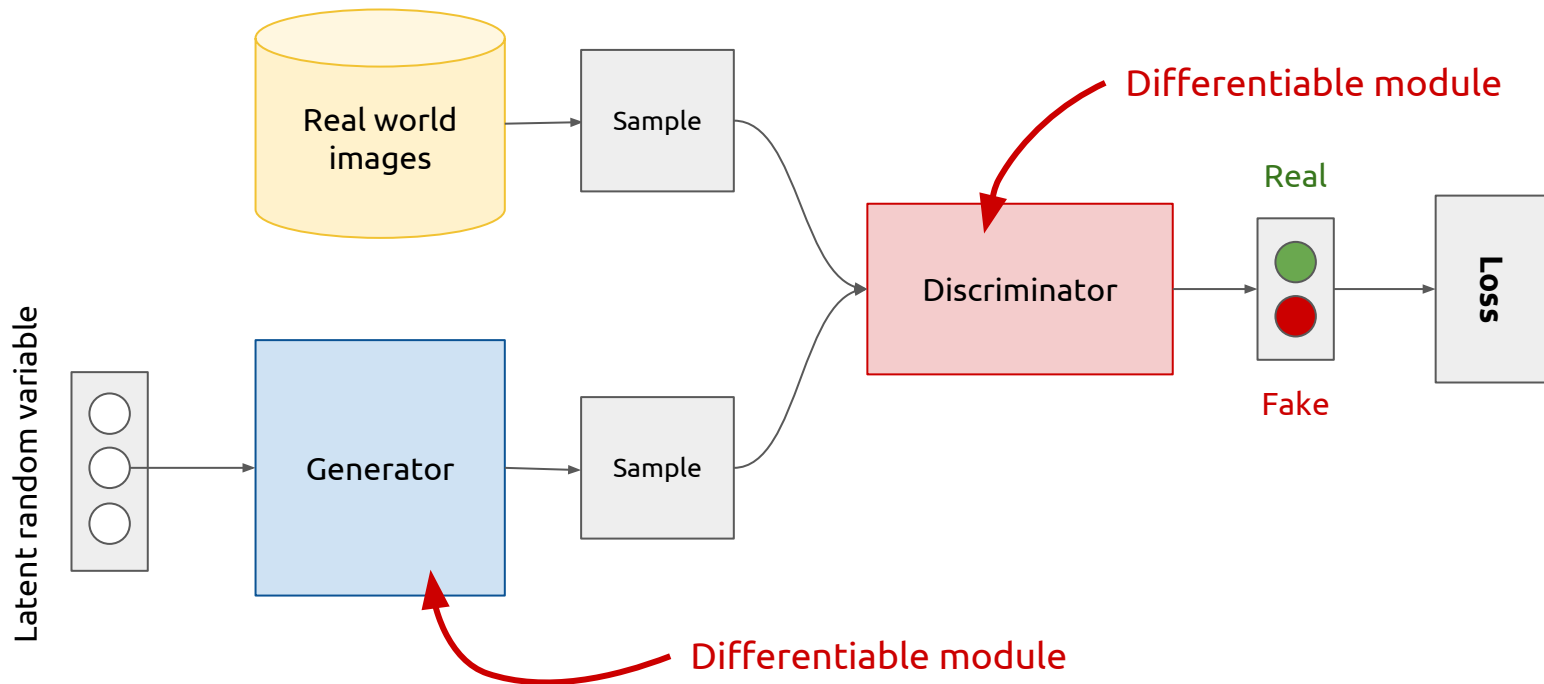 Real world
images
Sample
Differentiable module
Real
Discriminator
Loss
Fake
Latent random variable
Generator
Sample
Differentiable module